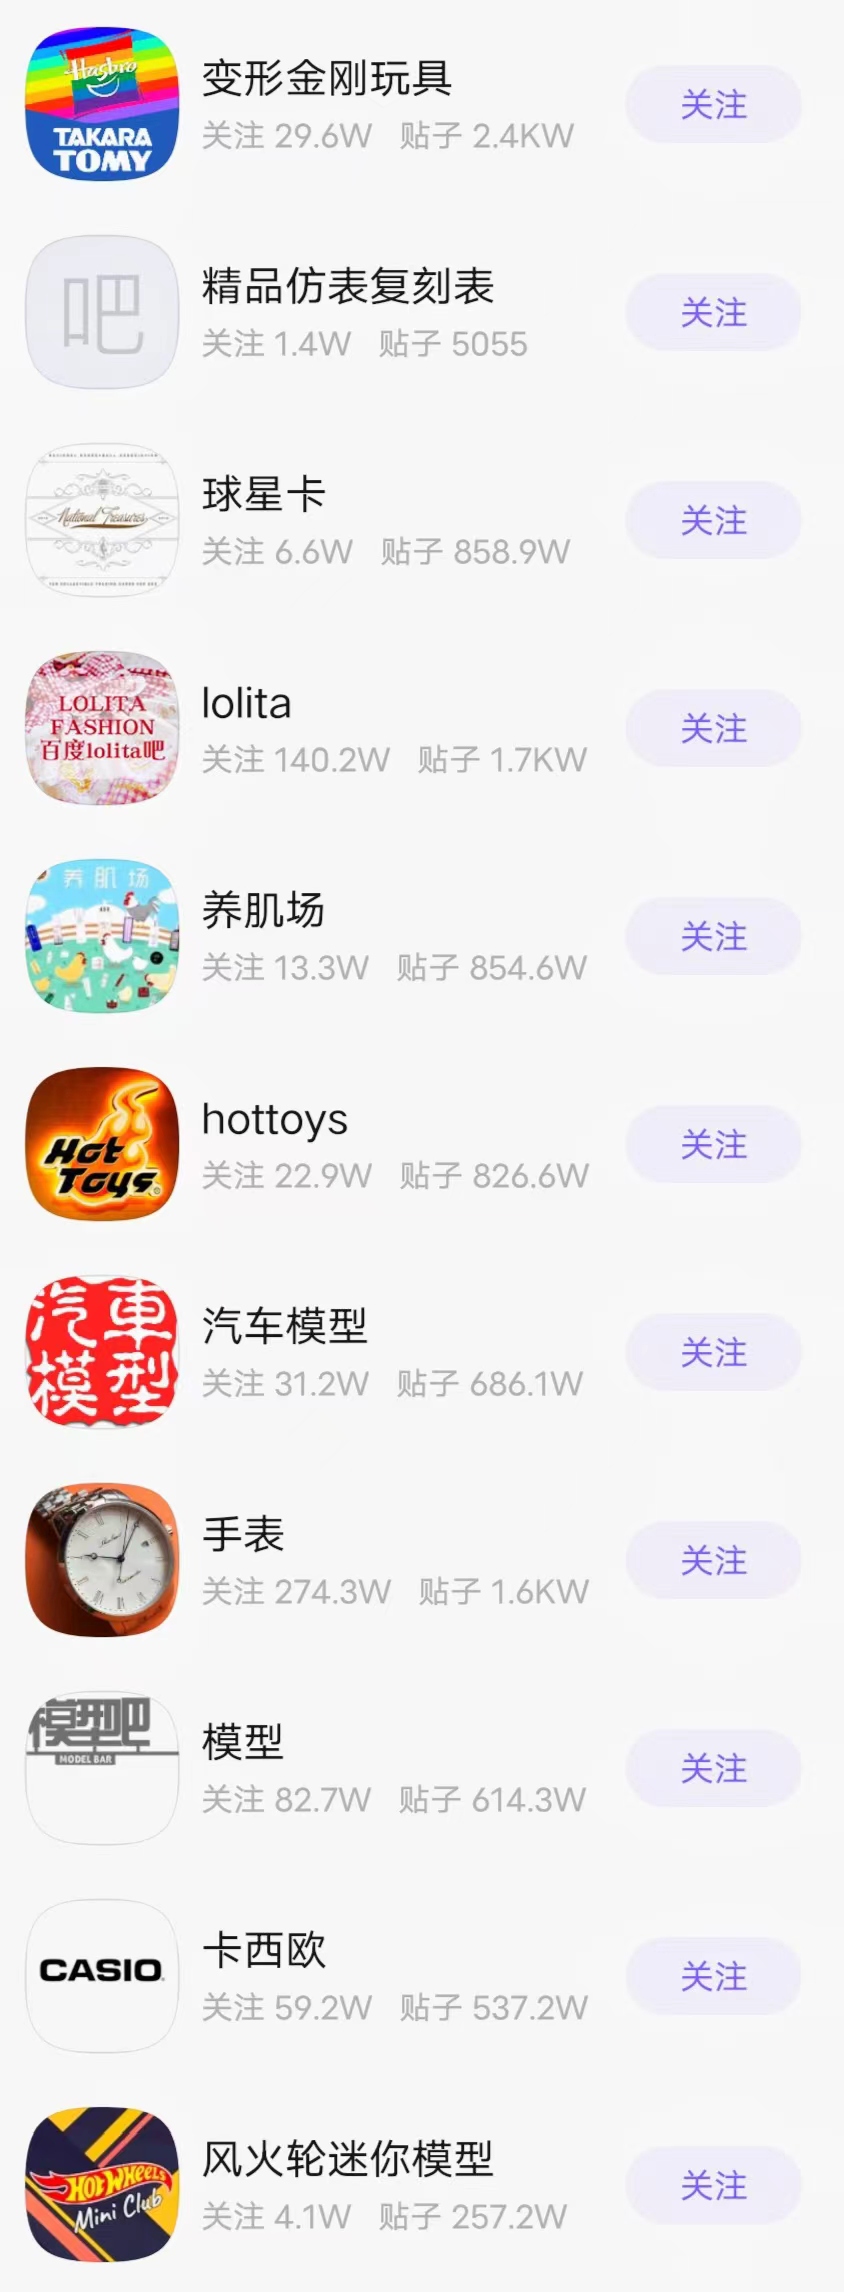 Hasbro
TAKARA
TOMY
变形金刚玩具
关注 29.6W 贴子 2.4KW
关注
吧
精品仿表复刻表
关注 1.4W 贴子 5055
关注
National Treasures
球星卡
关注 6.6W 贴子 858.9W
关注
LOLITA
FASHION
百度lolita吧
lolita
关注 140.2W 贴子 1.7KW
关注
养肌场
养肌场
关注 13.3W 贴子 854.6W
关注
Hot
Toys
hottoys
关注 22.9W 贴子 826.6W
关注
汽車
模型
汽车模型
关注 31.2W 贴子 686.1W
关注
手表
关注 274.3W 贴子 1.6KW
关注
模型吧
MODEL BAR
模型
关注 82.7W 贴子 614.3W
关注
CASIO
卡西欧
关注 59.2W 贴子 537.2W
关注
HOT WHEELS
Mini Club
风火轮迷你模型
关注 4.1W 贴子 257.2W
关注